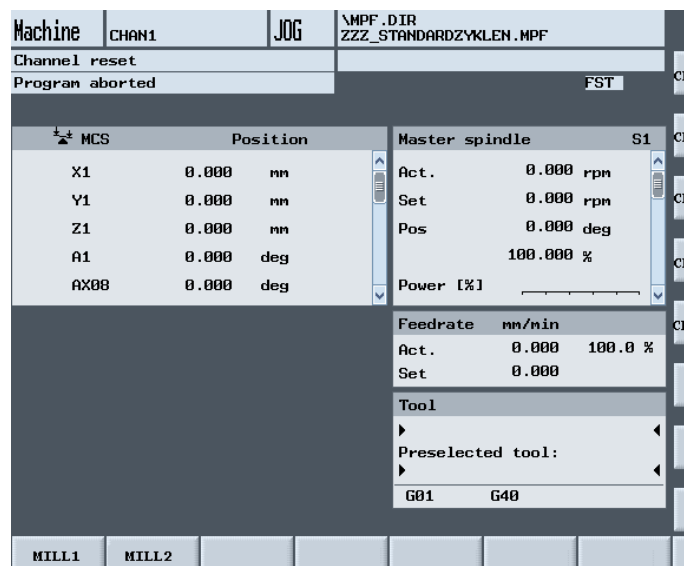 Machine CHAN1 JOG \MPF.DIR
ZZZ_STANDARDZYKLEN.MPF
Channel reset
Program aborted FST
MCS Position
X1 0.000 mm
Y1 0.000 mm
Z1 0.000 mm
A1 0.000 deg
AX08 0.000 deg
Master spindle S1
Act. 0.000 rpm
Set 0.000 rpm
Pos 0.000 deg
100.000 %
Power [%]
Feedrate mm/min
Act. 0.000 100.0 %
Set 0.000
Tool
Preselected tool:
G01 G40
MILL1 MILL2